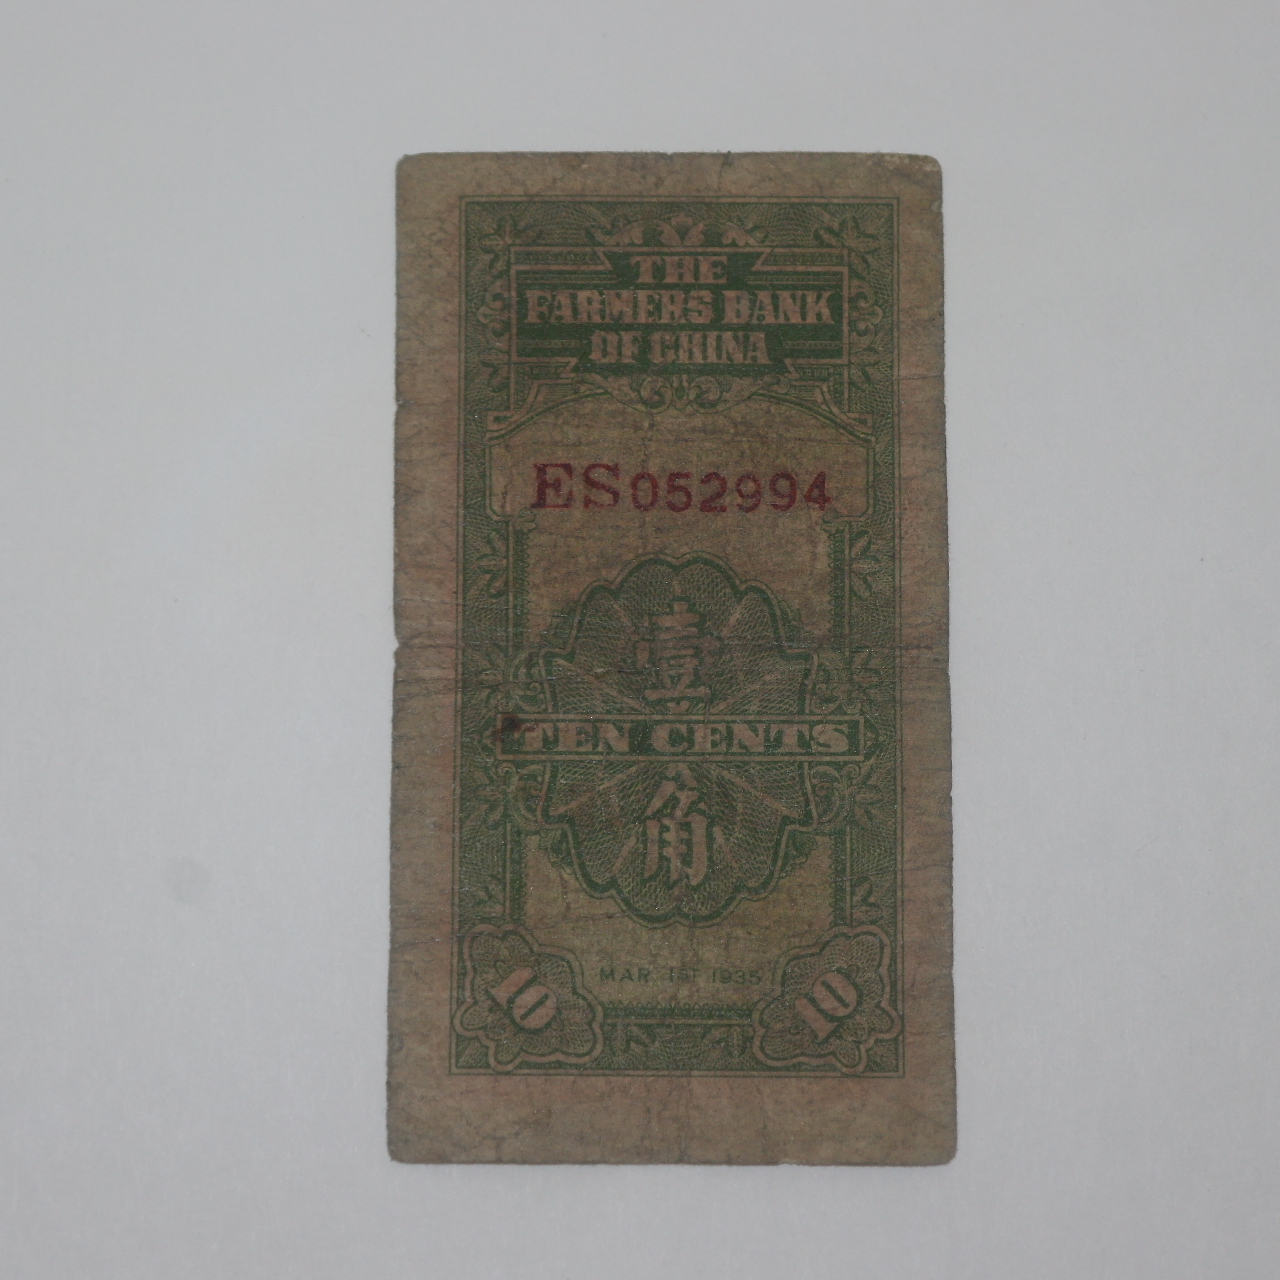 THE
FARMERS BANK
OF CHINA
ES052994
壹
TEN CENTS
角
MAR. 1ST 1935
10 10